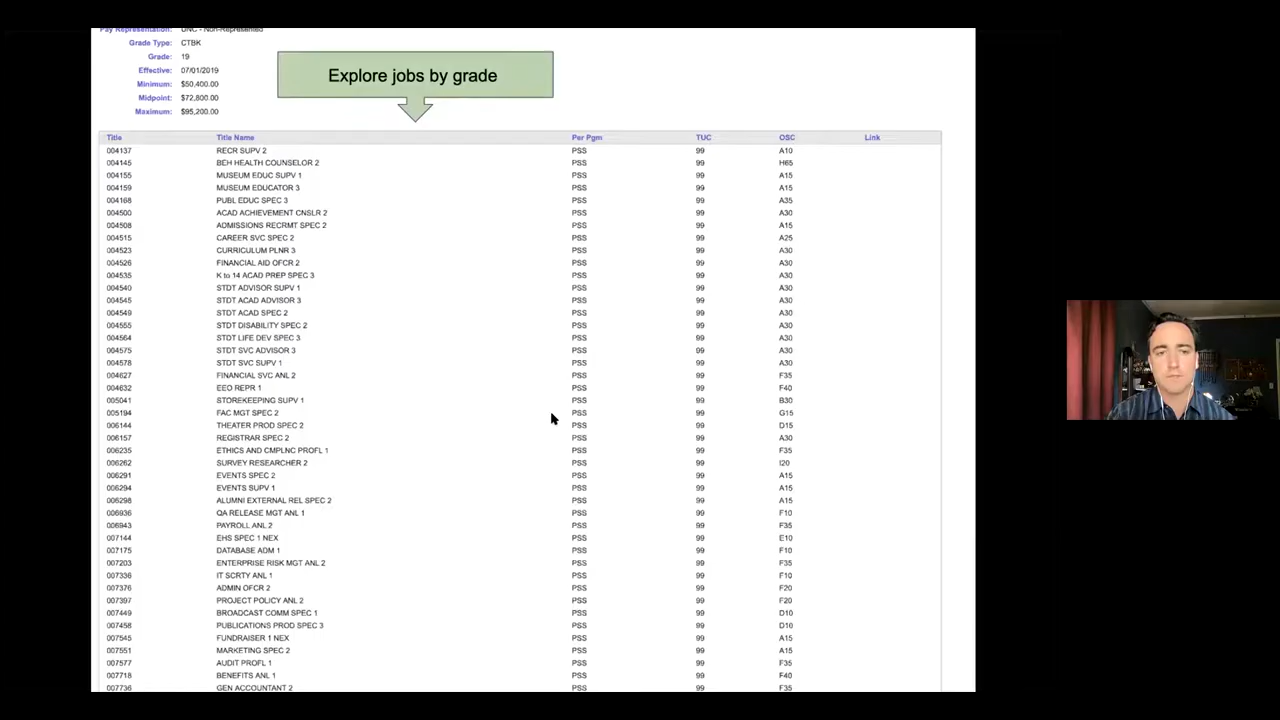 Pay Representation: UNC - Non-Represented
Grade Type: CTBK
Grade: 19
Effective: 07/01/2019
Minimum: $50,400.00
Midpoint: $72,800.00
Maximum: $95,200.00
Explore jobs by grade
Title Title Name Per Pgm TUC OSC Link
004137 RECR SUPV 2 PSS 99 A10
004145 BEH HEALTH COUNSELOR 2 PSS 99 H65
004155 MUSEUM EDUC SUPV 1 PSS 99 A15
004159 MUSEUM EDUCATOR 3 PSS 99 A15
004168 PUBL EDUC SPEC 3 PSS 99 A35
004500 ACAD ACHIEVEMENT CNSLR 2 PSS 99 A30
004508 ADMISSIONS RECRMT SPEC 2 PSS 99 A15
004515 CAREER SVC SPEC 2 PSS 99 A25
004523 CURRICULUM PLNR 3 PSS 99 A30
004526 FINANCIAL AID OFCR 2 PSS 99 A30
004535 K to 14 ACAD PREP SPEC 3 PSS 99 A30
004540 STDT ADVISOR SUPV 1 PSS 99 A30
004545 STDT ACAD ADVISOR 3 PSS 99 A30
004549 STDT ACAD SPEC 2 PSS 99 A30
004555 STDT DISABILITY SPEC 2 PSS 99 A30
004564 STDT LIFE DEV SPEC 3 PSS 99 A30
004575 STDT SVC ADVISOR 3 PSS 99 A30
004578 STDT SVC SUPV 1 PSS 99 A30
004627 FINANCIAL SVC ANL 2 PSS 99 F35
004632 EEO REPR 1 PSS 99 F40
005041 STOREKEEPING SUPV 1 PSS 99 B30
005194 FAC MGT SPEC 2 PSS 99 G15
006144 THEATER PROD SPEC 2 PSS 99 D15
006157 REGISTRAR SPEC 2 PSS 99 A30
006235 ETHICS AND CMPLNC PROFL 1 PSS 99 F35
006262 SURVEY RESEARCHER 2 PSS 99 I20
006291 EVENTS SPEC 2 PSS 99 A15
006294 EVENTS SUPV 1 PSS 99 A15
006298 ALUMNI EXTERNAL REL SPEC 2 PSS 99 A15
006936 QA RELEASE MGT ANL 1 PSS 99 F10
006943 PAYROLL ANL 2 PSS 99 F35
007144 EHS SPEC 1 NEX PSS 99 E10
007175 DATABASE ADM 1 PSS 99 F10
007203 ENTERPRISE RISK MGT ANL 2 PSS 99 F35
007336 IT SCRTY ANL 1 PSS 99 F10
007376 ADMIN OFCR 2 PSS 99 F20
007397 PROJECT POLICY ANL 2 PSS 99 F20
007449 BROADCAST COMM SPEC 1 PSS 99 D10
007458 PUBLICATIONS PROD SPEC 3 PSS 99 D10
007545 FUNDRAISER 1 NEX PSS 99 A15
007551 MARKETING SPEC 2 PSS 99 A15
007577 AUDIT PROFL 1 PSS 99 F35
007718 BENEFITS ANL 1 PSS 99 F40
007736 GEN ACCOUNTANT 2 PSS 99 F35